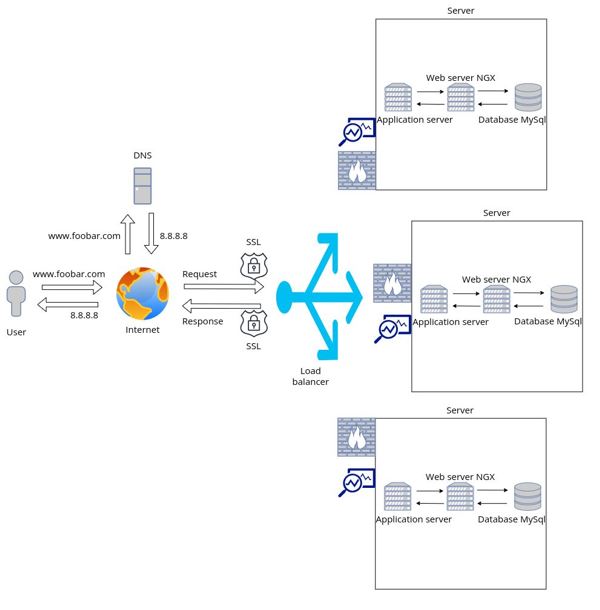 Server
Web server NGX
Application server
Database MySql
DNS
www.foobar.com
8.8.8.8
Server
SSL
www.foobar.com
Request
Web server NGX
8.8.8.8
Response
Application server
Database MySql
User
Internet
SSL
Load
balancer
Server
Web server NGX
Application server
Database MySql